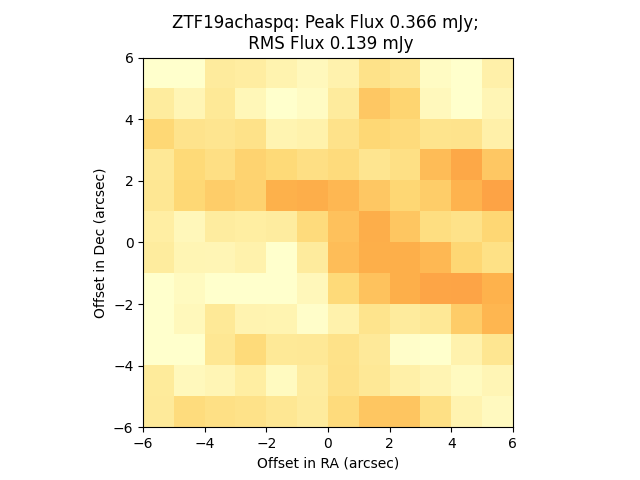 ZTF19achaspq: Peak Flux 0.366 mJy;
RMS Flux 0.139 mJy
6
4
2
0
−2
−4
−6
Offset in Dec (arcsec)
−6 −4 −2 0 2 4 6
Offset in RA (arcsec)